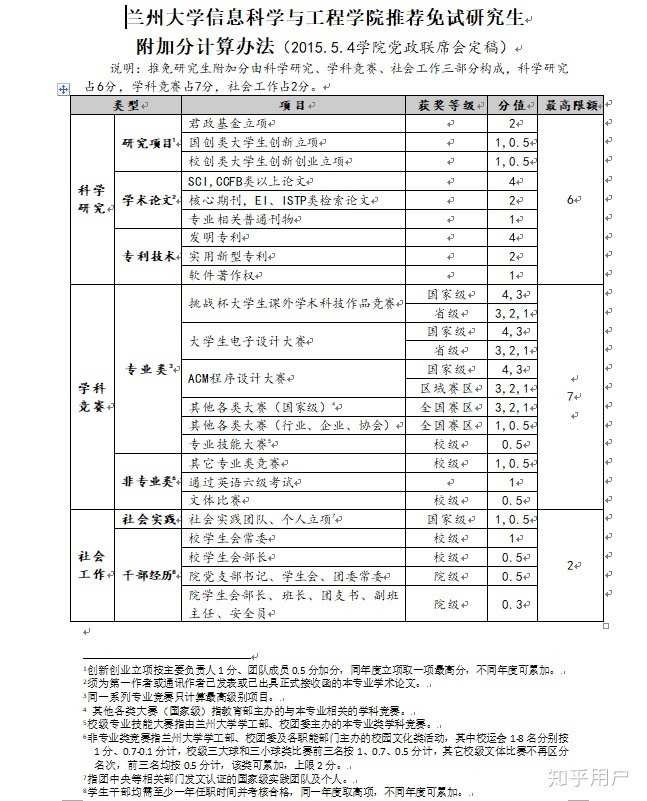 兰州大学信息科学与工程学院推荐免试研究生
附加分计算办法（2015.5.4学院党政联席会定稿）
说明：推免研究生附加分由科学研究、学科竞赛、社会工作三部分构成，科学研究
占6分，学科竞赛占7分，社会工作占2分。
类型 项目 获奖等级 分值 最高限额
科学研究 研究项目1 君政基金立项 2 6
国创类大学生创新立项 1,0.5
校创类大学生创新创业立项 1,0.5
学术论文2 SCI,CCFB类以上论文 4
核心期刊，EI、ISTP类检索论文 2
专业相关普通刊物 1
专利技术 发明专利 4
实用新型专利 2
软件著作权 1
学科竞赛 专业类3 挑战杯大学生课外学术科技作品竞赛 国家级 4,3 7
省级 3,2,1
大学生电子设计大赛 国家级 4,3
省级 3,2,1
ACM程序设计大赛 国家级 4,3
区域赛区 3,2,1
其他各类大赛（国家级）4 全国赛区 3,2,1
其他各类大赛（行业、企业、协会） 全国赛区 1,0.5
专业技能大赛5 校级 0.5
非专业类6 其它专业类竞赛 校级 1,0.5
通过英语六级考试 1
文体比赛 校级 0.5
社会工作 社会实践 社会实践团队、个人立项7 国家级 1,0.5 2
干部经历8 校学生会常委 校级 1
校学生会部长 校级 0.5
院党支部书记、学生会、团委常委 院级 0.5
院学生会部长、班长、团支书、副班
主任、安全员 院级 0.3
1创新创业立项按主要负责人1分、团队成员0.5分加分，同年度立项取一项最高分，不同年度可累加。
2须为第一作者或通讯作者已发表或已出具正式接收函的本专业学术论文。
3同一系列专业竞赛只计算最高级别项目。
4 其他各类大赛（国家级）指教育部主办的与本专业相关的学科竞赛。
5校级专业技能大赛指由兰州大学学工部、校团委主办的本专业类学科竞赛。
6非专业类竞赛指兰州大学学工部、校团委及各职能部门主办的校园文化类活动，其中校运会1-8名分别按
1分、0.7-0.1分计，校级三大球和三小球类比赛前三名按1、0.7、0.5分计，其它校级文体比赛不再区分
名次，前三名均按0.5分计，该类可累加，上限2分。
7指团中央等相关部门发文认证的国家级实践团队及个人。
8学生干部均需至少一年任职时间并考核合格，同一年度取高项，不同年度可累加。
知乎用户